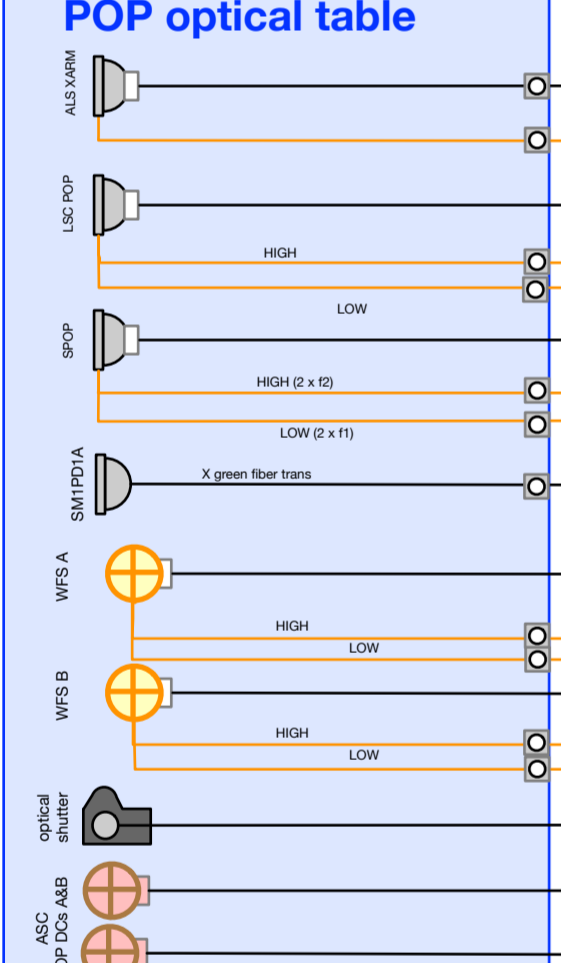 POP optical table
ALS XARM
LSC POP
HIGH
LOW
SPOP
HIGH (2 x f2)
LOW (2 x f1)
SM1PD1A
X green fiber trans
WFS A
HIGH
LOW
WFS B
HIGH
LOW
optical
shutter
ASC
OP DCs A&B